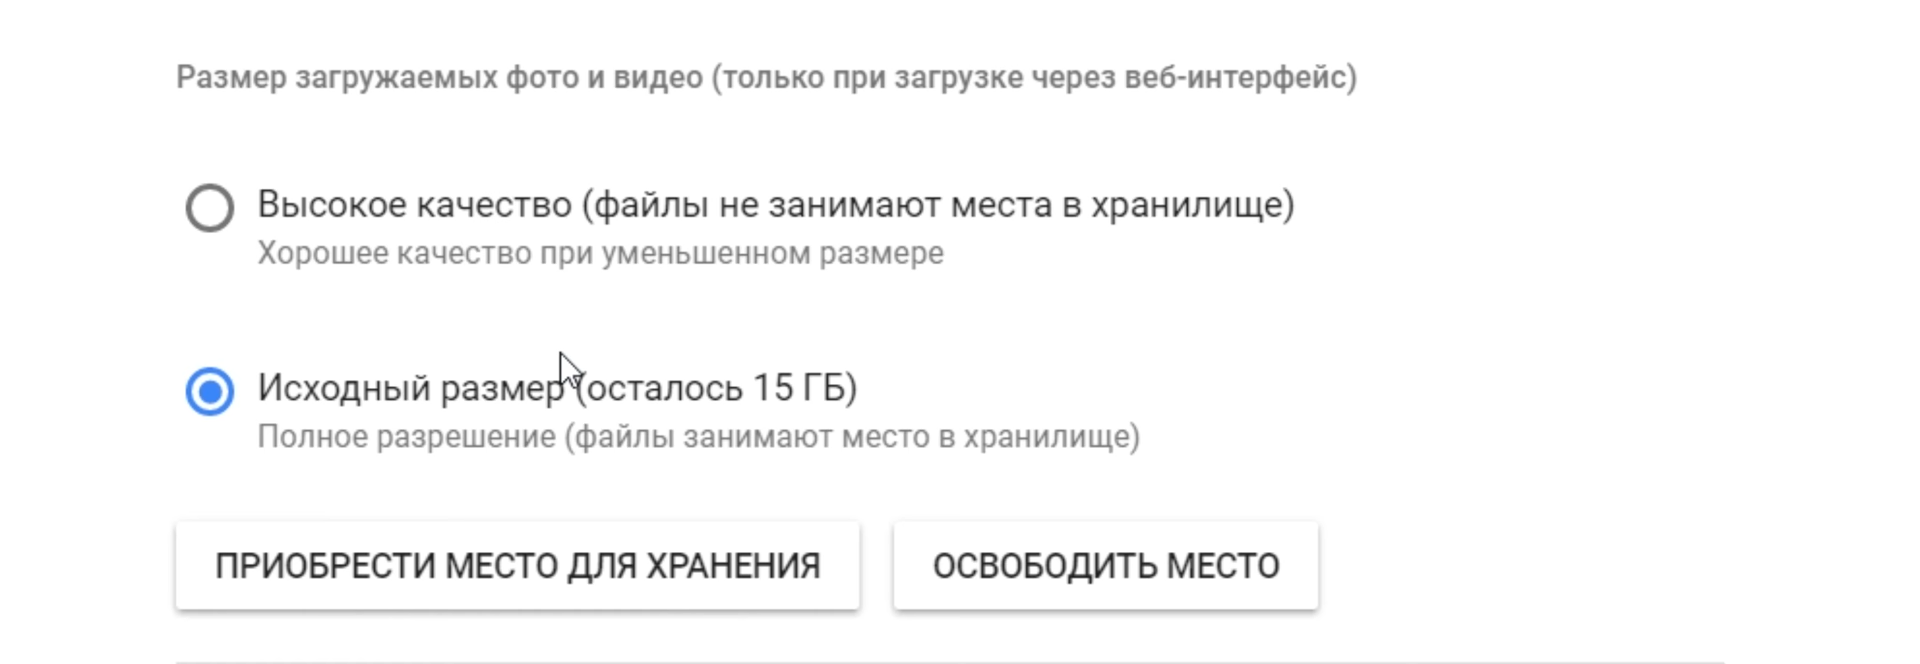 Размер загружаемых фото и видео (только при загрузке через веб-интерфейс)
Высокое качество (файлы не занимают места в хранилище)
Хорошее качество при уменьшенном размере
Исходный размер (осталось 15 ГБ)
Полное разрешение (файлы занимают место в хранилище)
ПРИОБРЕСТИ МЕСТО ДЛЯ ХРАНЕНИЯ
ОСВОБОДИТЬ МЕСТО